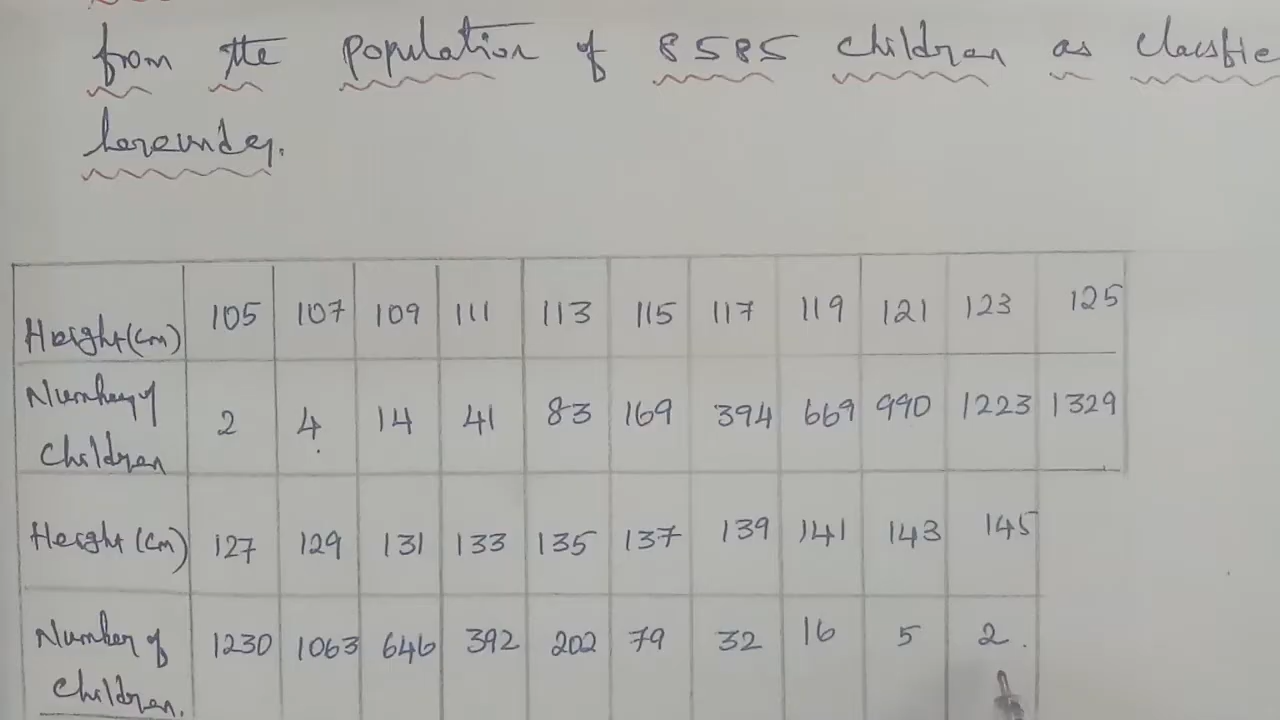 from the population of 8585 children as clasfie
hereunder.
Height(cm) 105 107 109 111 113 115 117 119 121 123 125
Number of 2 4 14 41 83 169 394 669 990 1223 1329
Children
Height (cm) 127 129 131 133 135 137 139 141 143 145
Number of 1230 1063 646 392 202 79 32 16 5 2.
Children.